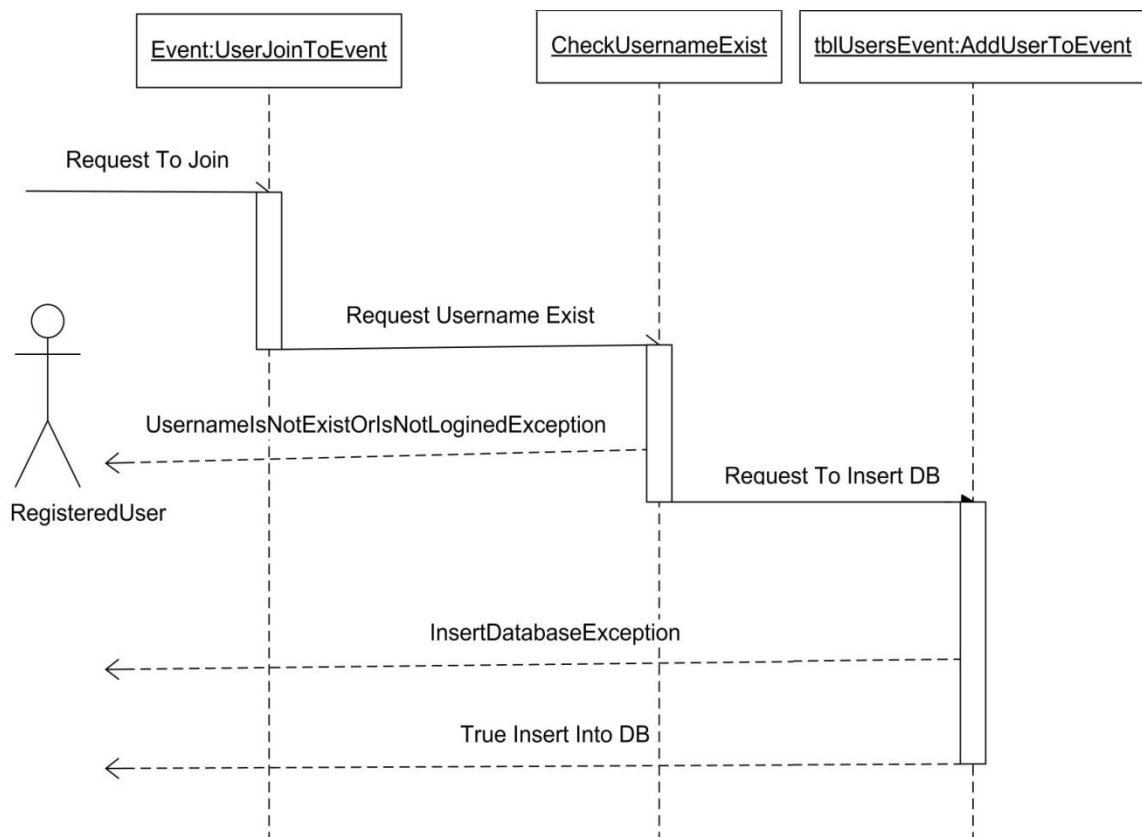 Event:UserJoinToEvent
CheckUsernameExist
tblUsersEvent:AddUserToEvent
Request To Join
Request Username Exist
UsernameIsNotExistOrIsNotLoginedException
Request To Insert DB
RegisteredUser
InsertDatabaseException
True Insert Into DB